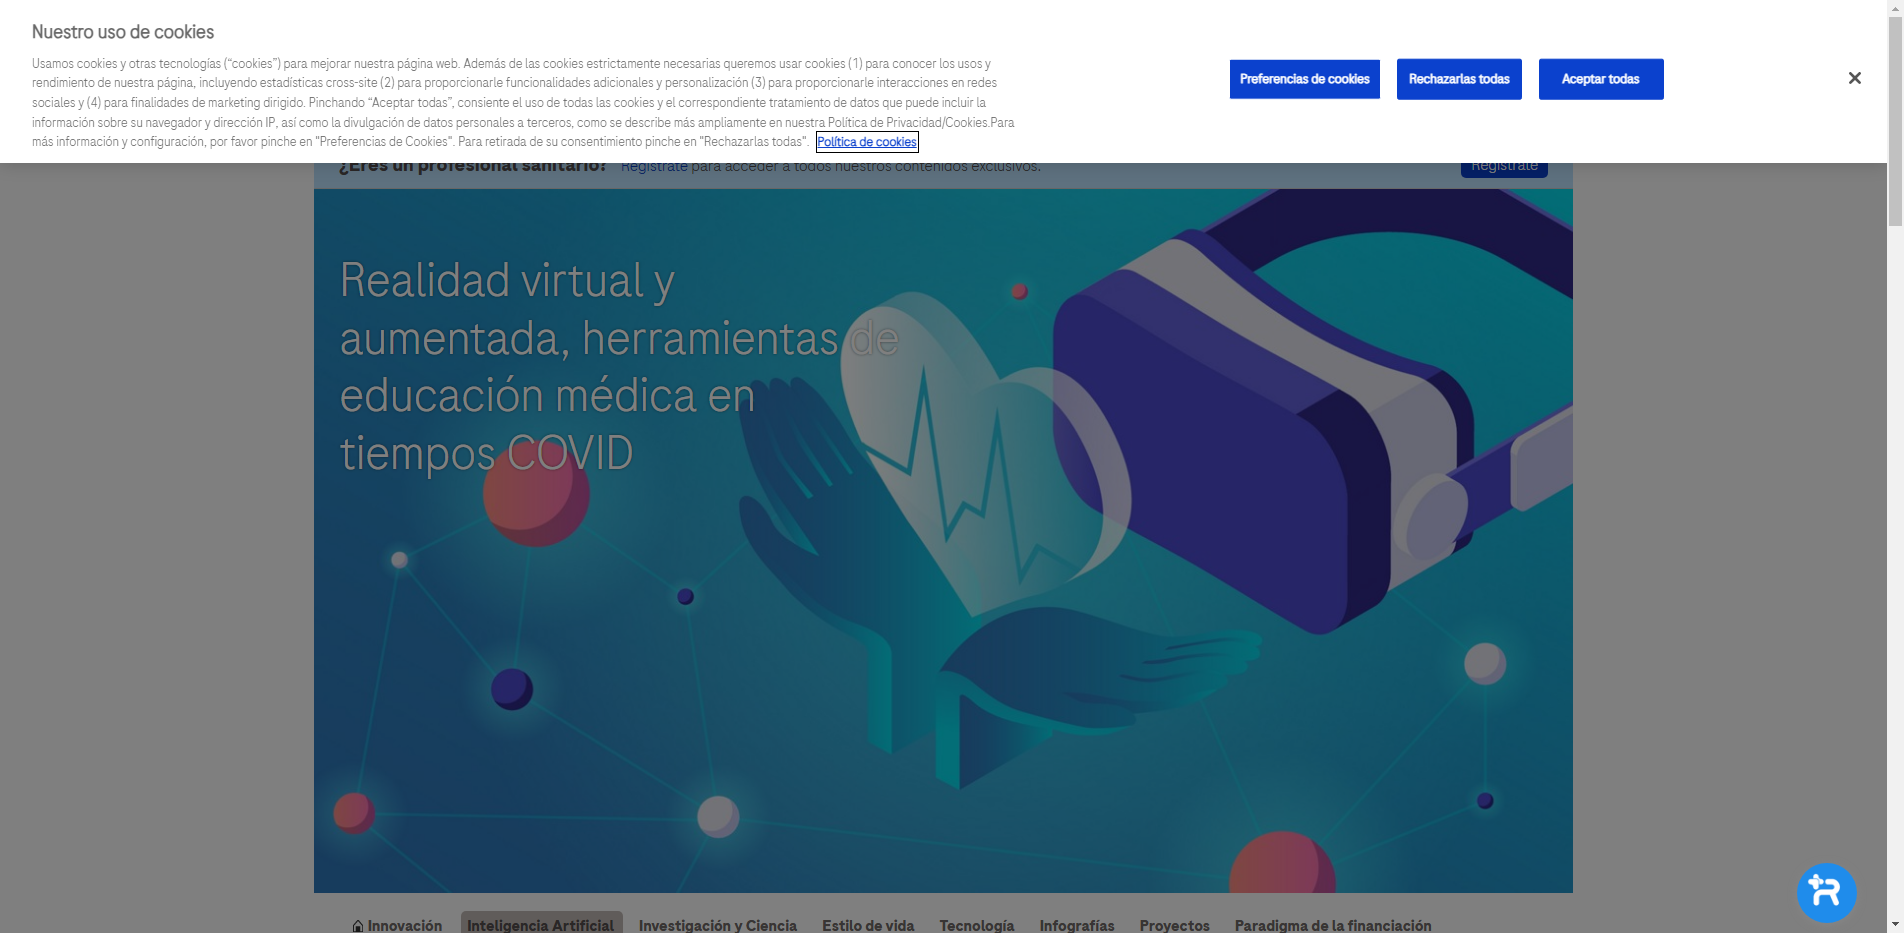 Nuestro uso de cookies
Usamos cookies y otras tecnologías (“cookies”) para mejorar nuestra página web. Además de las cookies estrictamente necesarias queremos usar cookies (1) para conocer los usos y
rendimiento de nuestra página, incluyendo estadísticas cross-site (2) para proporcionarle funcionalidades adicionales y personalización (3) para proporcionarle interacciones en redes
sociales y (4) para finalidades de marketing dirigido. Pinchando “Aceptar todas”, consiente el uso de todas las cookies y el correspondiente tratamiento de datos que puede incluir la
información sobre su navegador y dirección IP, así como la divulgación de datos personales a terceros, como se describe más ampliamente en nuestra Política de Privacidad/Cookies.Para
más información y configuración, por favor pinche en "Preferencias de Cookies". Para retirada de su consentimiento pinche en "Rechazarlas todas". Política de cookies
Preferencias de cookies Rechazarlas todas Aceptar todas
¿Eres un profesional sanitario? Regístrate para acceder a todos nuestros contenidos exclusivos. Regístrate
Realidad virtual y
aumentada, herramientas de
educación médica en
tiempos COVID
Innovación Inteligencia Artificial Investigación y Ciencia Estilo de vida Tecnología Infografías Proyectos Paradigma de la financiación